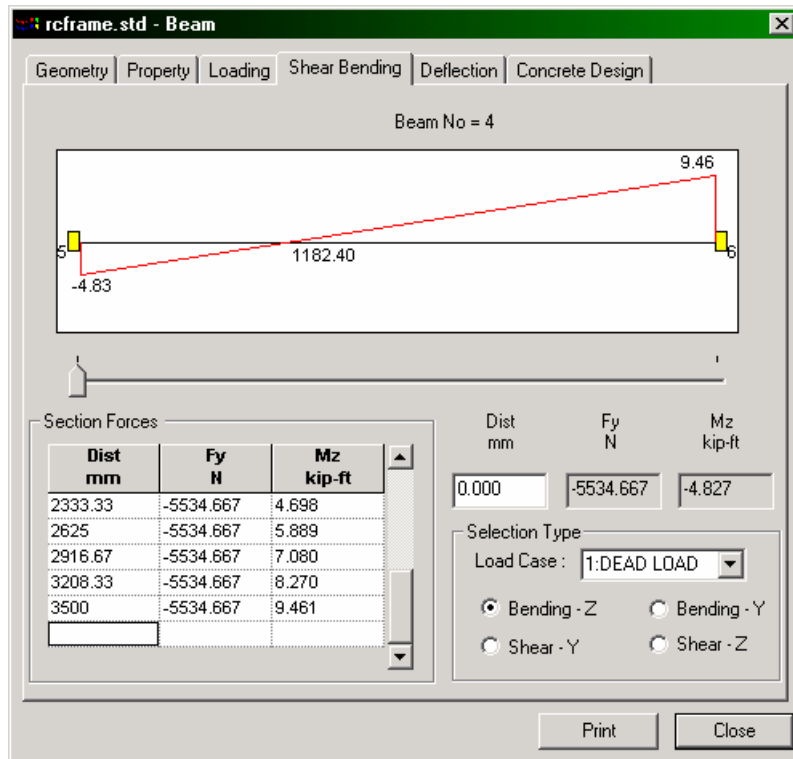 rcframe.std - Beam
Geometry Property Loading Shear Bending Deflection Concrete Design
Beam No = 4
9.46
5 6
1182.40
-4.83
Section Forces
Dist Fy Mz
mm N kip-ft
2333.33 -5534.667 4.698
2625 -5534.667 5.889
2916.67 -5534.667 7.080
3208.33 -5534.667 8.270
3500 -5534.667 9.461
Dist Fy Mz
mm N kip-ft
0.000 -5534.667 -4.827
Selection Type
Load Case : 1:DEAD LOAD
Bending - Z Bending - Y
Shear - Y Shear - Z
Print Close